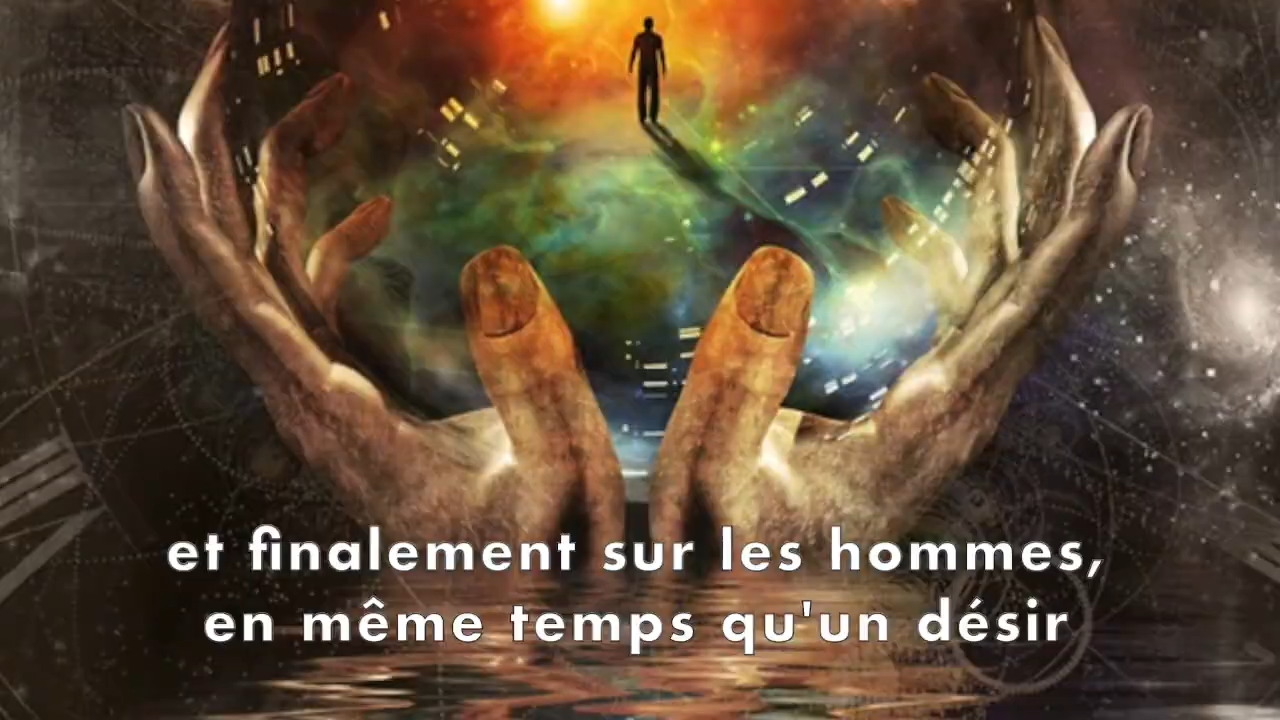 et finalement sur les hommes,
en même temps qu'un désir